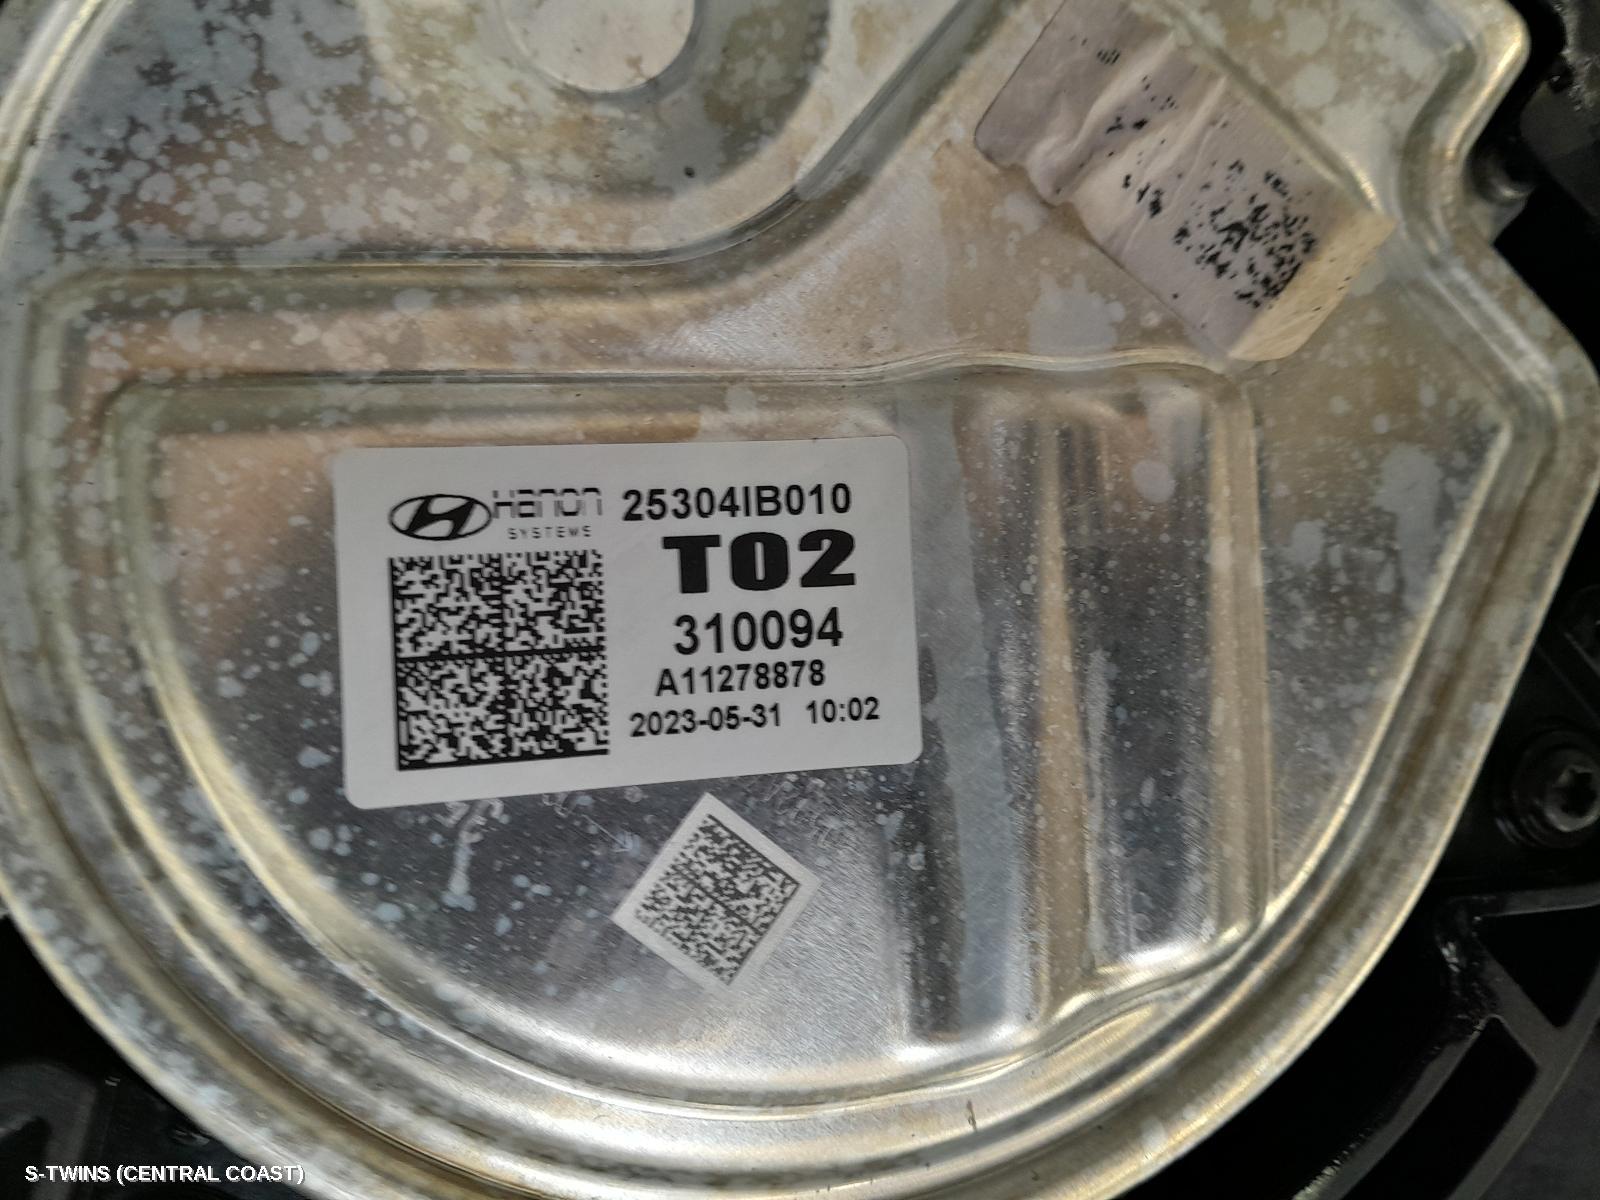 Hanon 25304IB010
SYSTEMS
T02
310094
A11278878
2023-05-31 10:02
S-TWINS (CENTRAL COAST)